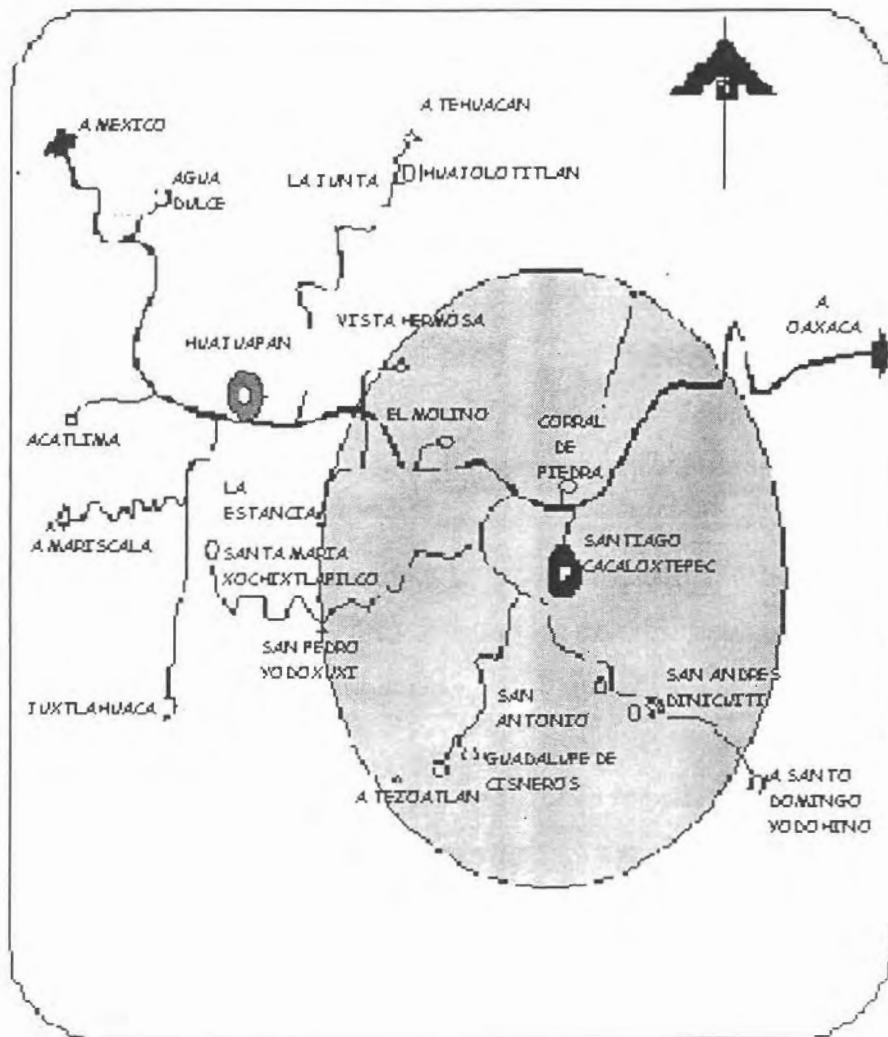 A MEXICO
A TEHUACAN
AGUA
DULCE
LA JUNTA
HUAJOLOTITLAN
A
OAXACA
HUAJUAPAN
VISTA HERMOSA
ACATLIMA
EL MOLINO
CORRAL
DE
PIEDRA
LA
ESTANCIA
A MARISCALA
SANTA MARIA
XOCHIXTLAPILCO
SANTIAGO
CACALOXTEPEC
SAN PEDRO
YODOXUXI
JUXTLAHUACA
SAN ANDRES
DINICUITI
SAN
ANTONIO
GUADALUPE DE
CISNEROS
A TEZOATLAN
A SANTO
DOMINGO
YODOHINO